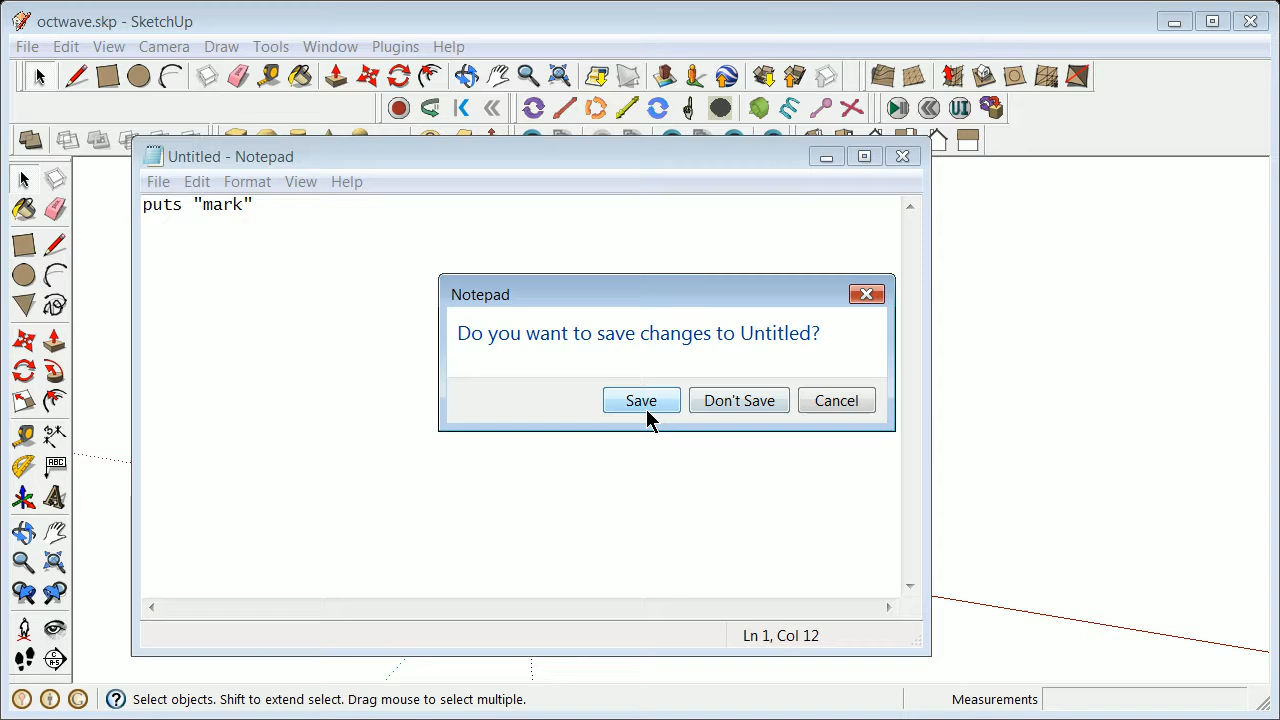 octwave.skp - SketchUp
File Edit View Camera Draw Tools Window Plugins Help
UI
Untitled - Notepad
File Edit Format View Help
puts "mark"
Notepad
Do you want to save changes to Untitled?
Save Don't Save Cancel
ABC
Ln 1, Col 12
Select objects. Shift to extend select. Drag mouse to select multiple.
Measurements